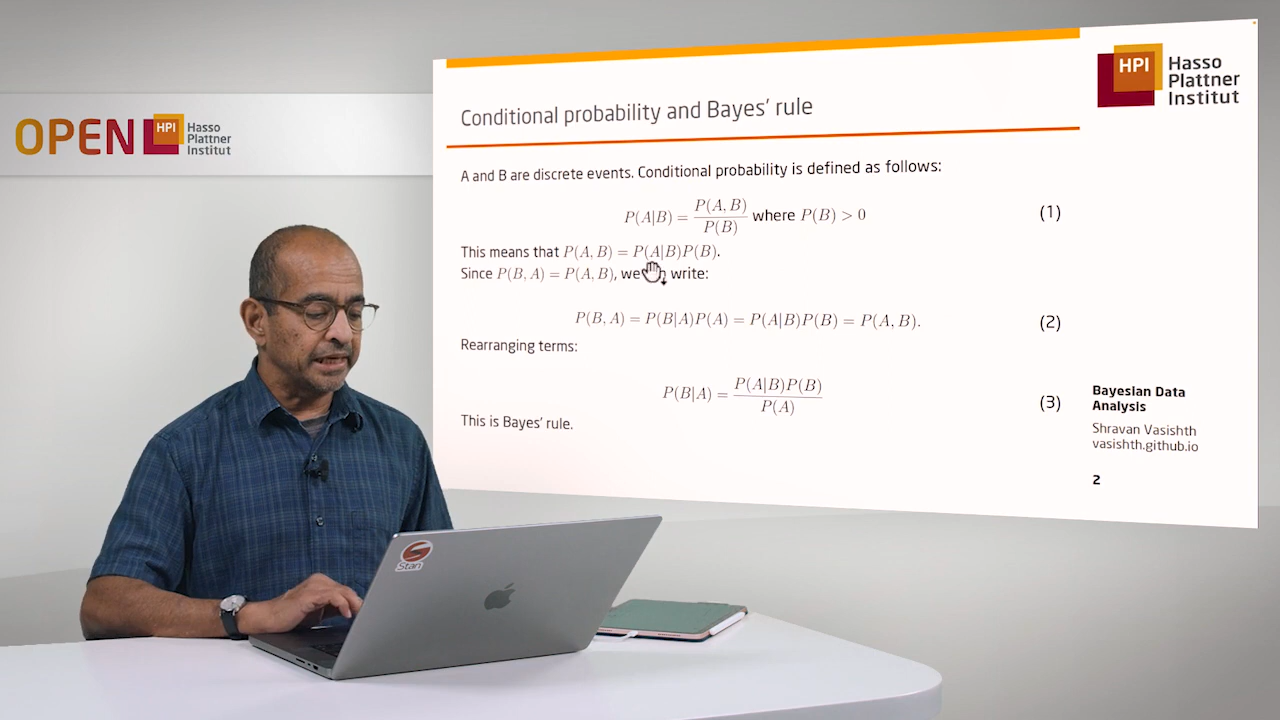 OPEN HPI Hasso
Plattner
Institut
HPI Hasso
Plattner
Institut
Conditional probability and Bayes' rule
A and B are discrete events. Conditional probability is defined as follows:
P(A|B) = P(A, B) / P(B) where P(B) > 0 (1)
This means that P(A, B) = P(A|B)P(B).
Since P(B, A) = P(A, B), we write:
P(B, A) = P(B|A)P(A) = P(A|B)P(B) = P(A, B). (2)
Rearranging terms:
P(B|A) = P(A|B)P(B) / P(A) (3)
This is Bayes' rule.
Bayesian Data
Analysis
Shravan Vasishth
vasishth.github.io
2
Stan